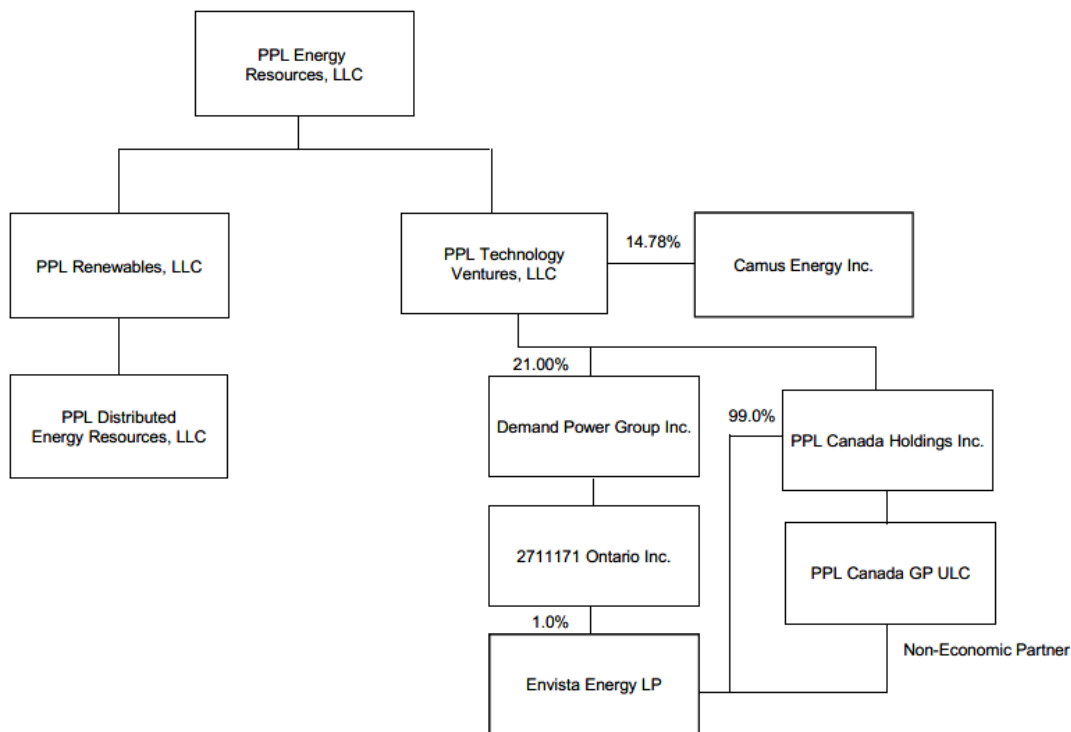 PPL Energy
Resources, LLC
PPL Renewables, LLC
PPL Technology
Ventures, LLC
14.78%
Camus Energy Inc.
21.00%
PPL Distributed
Energy Resources, LLC
Demand Power Group Inc.
99.0%
PPL Canada Holdings Inc.
2711171 Ontario Inc.
PPL Canada GP ULC
1.0%
Non-Economic Partner
Envista Energy LP